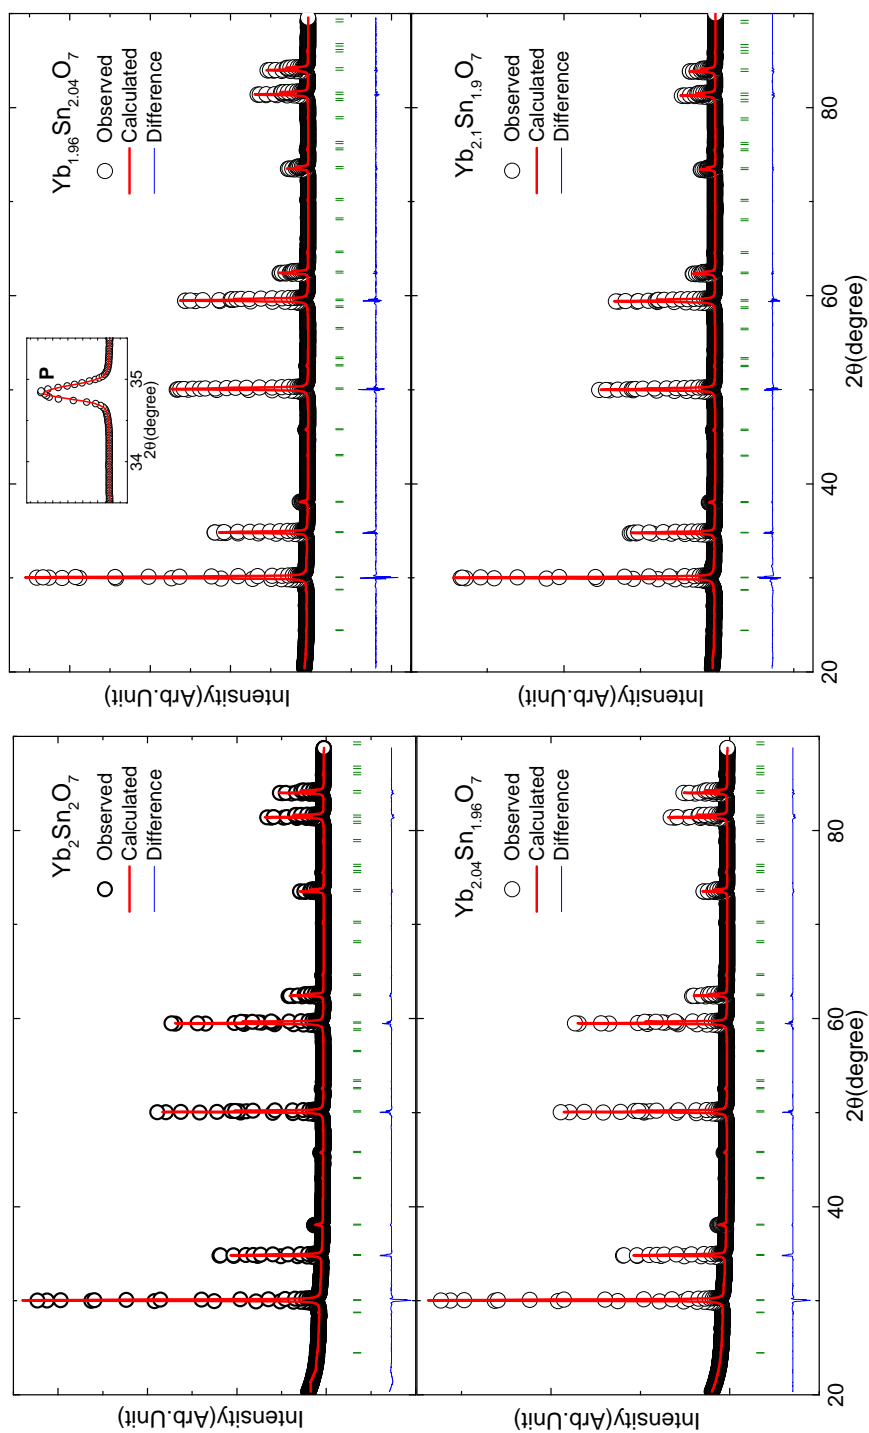 Yb2Sn2O7
Observed
Calculated
Difference
Intensity(Arb.Unit)
Yb1.96Sn2.04O7
Observed
Calculated
Difference
P
34
35
2θ(degree)
Intensity(Arb.Unit)
Yb2.04Sn1.96O7
Observed
Calculated
Difference
Intensity(Arb.Unit)
20
40
60
80
2θ(degree)
Yb2.1Sn1.9O7
Observed
Calculated
Difference
Intensity(Arb.Unit)
20
40
60
80
2θ(degree)